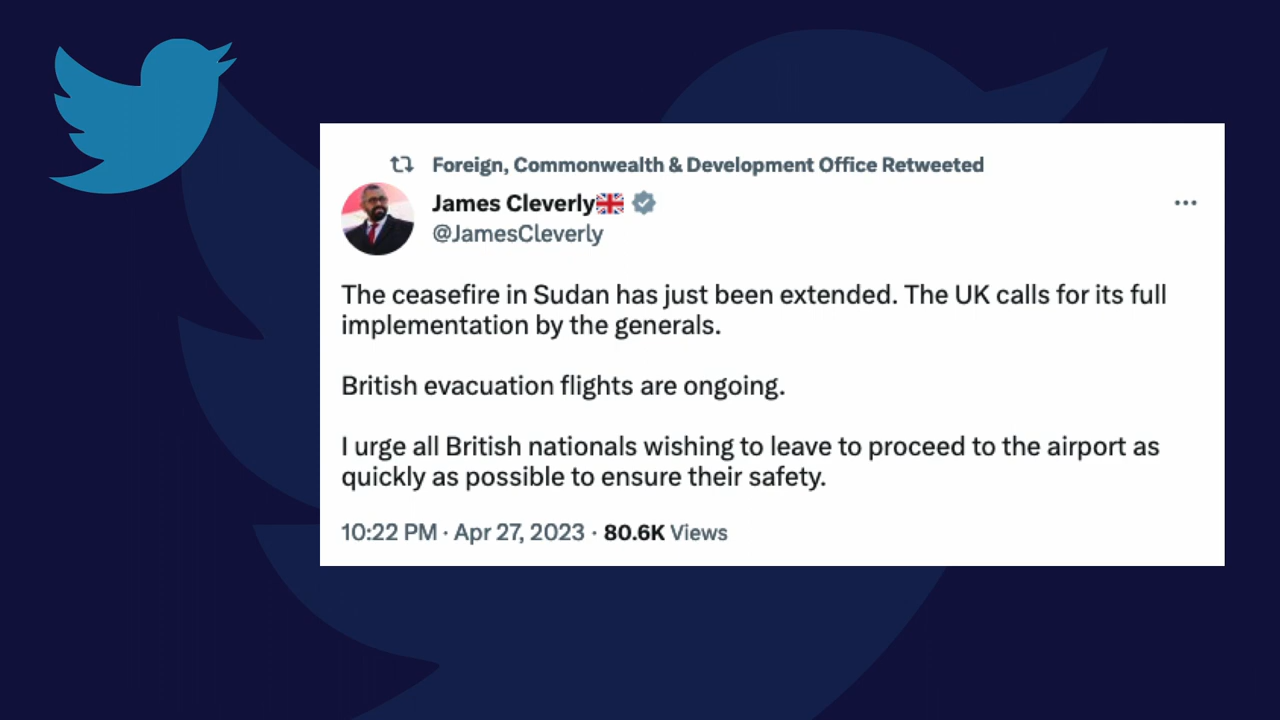 Foreign, Commonwealth & Development Office Retweeted
James Cleverly🇬🇧
@JamesCleverly
The ceasefire in Sudan has just been extended. The UK calls for its full
implementation by the generals.
British evacuation flights are ongoing.
I urge all British nationals wishing to leave to proceed to the airport as
quickly as possible to ensure their safety.
10:22 PM · Apr 27, 2023 · 80.6K Views